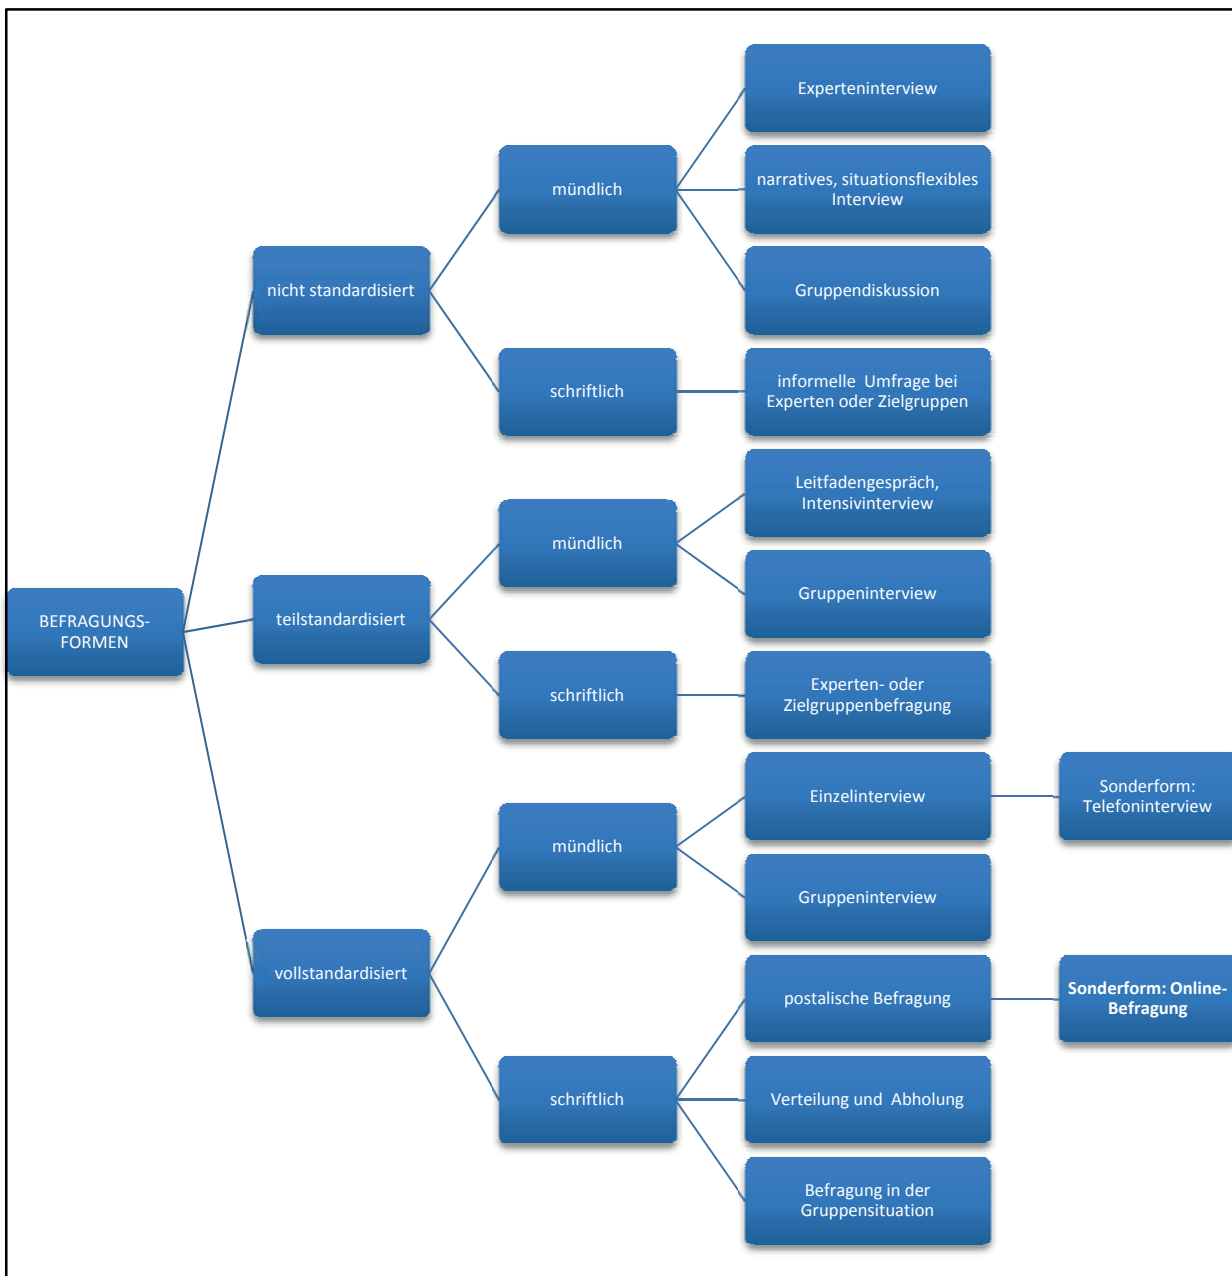 BEFRAGUNGS-
FORMEN
nicht standardisiert
mündlich
Experteninterview
narratives, situationsflexibles
Interview
Gruppendiskussion
schriftlich
informelle Umfrage bei
Experten oder Zielgruppen
teilstandardisiert
mündlich
Leitfadengespräch,
Intensivinterview
Gruppeninterview
schriftlich
Experten- oder
Zielgruppenbefragung
vollstandardisiert
mündlich
Einzelinterview
Sonderform:
Telefoninterview
Gruppeninterview
schriftlich
postalische Befragung
Sonderform: Online-
Befragung
Verteilung und Abholung
Befragung in der
Gruppensituation